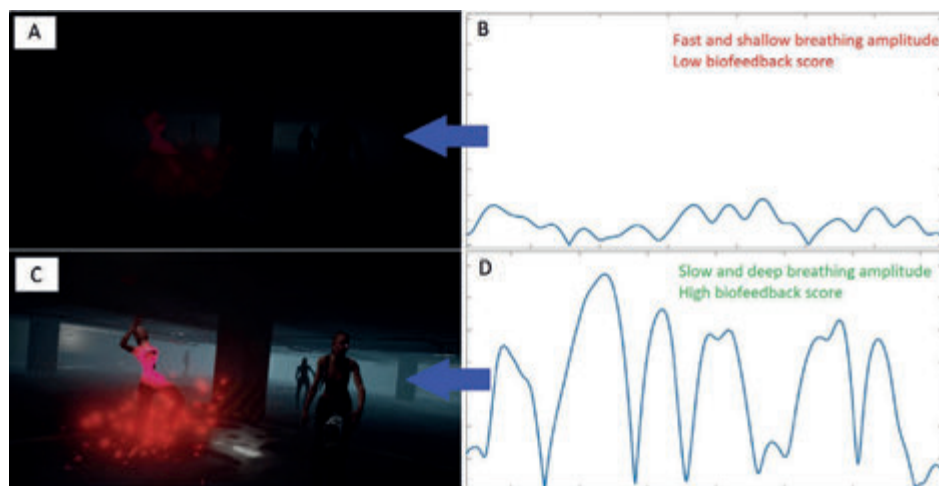 A
B
Fast and shallow breathing amplitude
Low biofeedback score
C
D
Slow and deep breathing amplitude
High biofeedback score